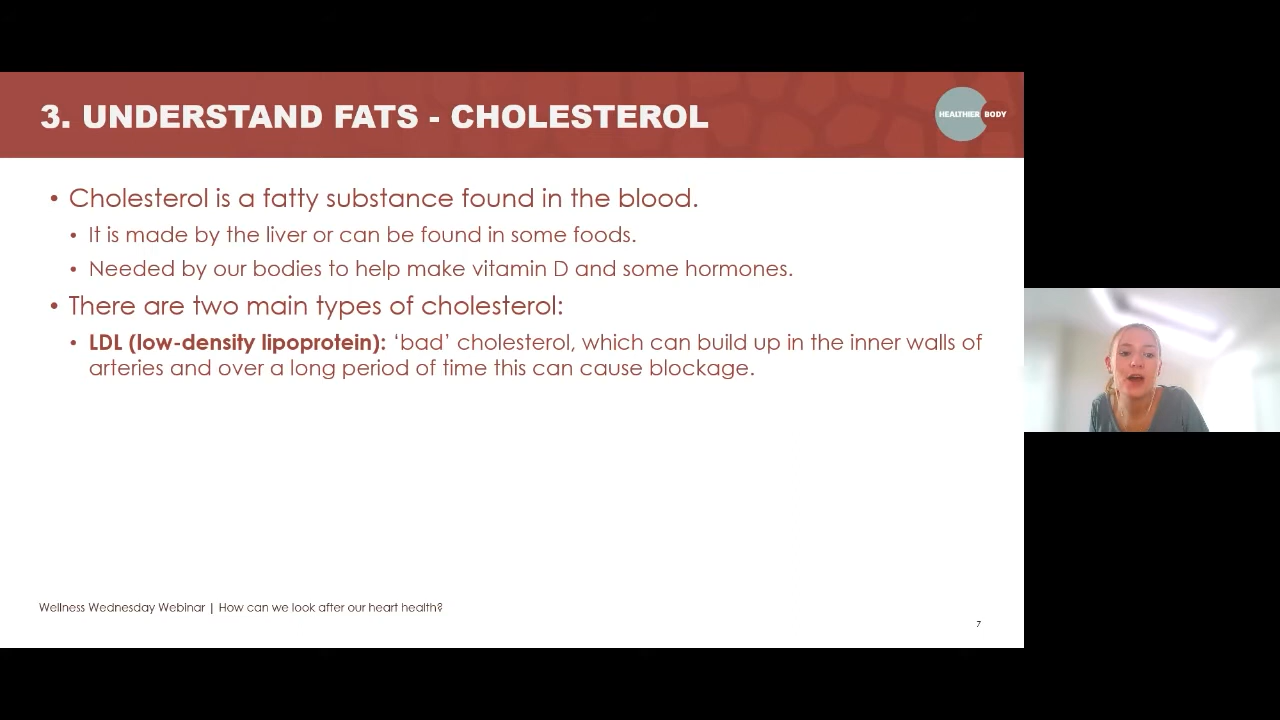 3. UNDERSTAND FATS - CHOLESTEROL
HEALTHIER BODY
• Cholesterol is a fatty substance found in the blood.
• It is made by the liver or can be found in some foods.
• Needed by our bodies to help make vitamin D and some hormones.
• There are two main types of cholesterol:
• LDL (low-density lipoprotein): ‘bad’ cholesterol, which can build up in the inner walls of
arteries and over a long period of time this can cause blockage.
Wellness Wednesday Webinar | How can we look after our heart health?
7